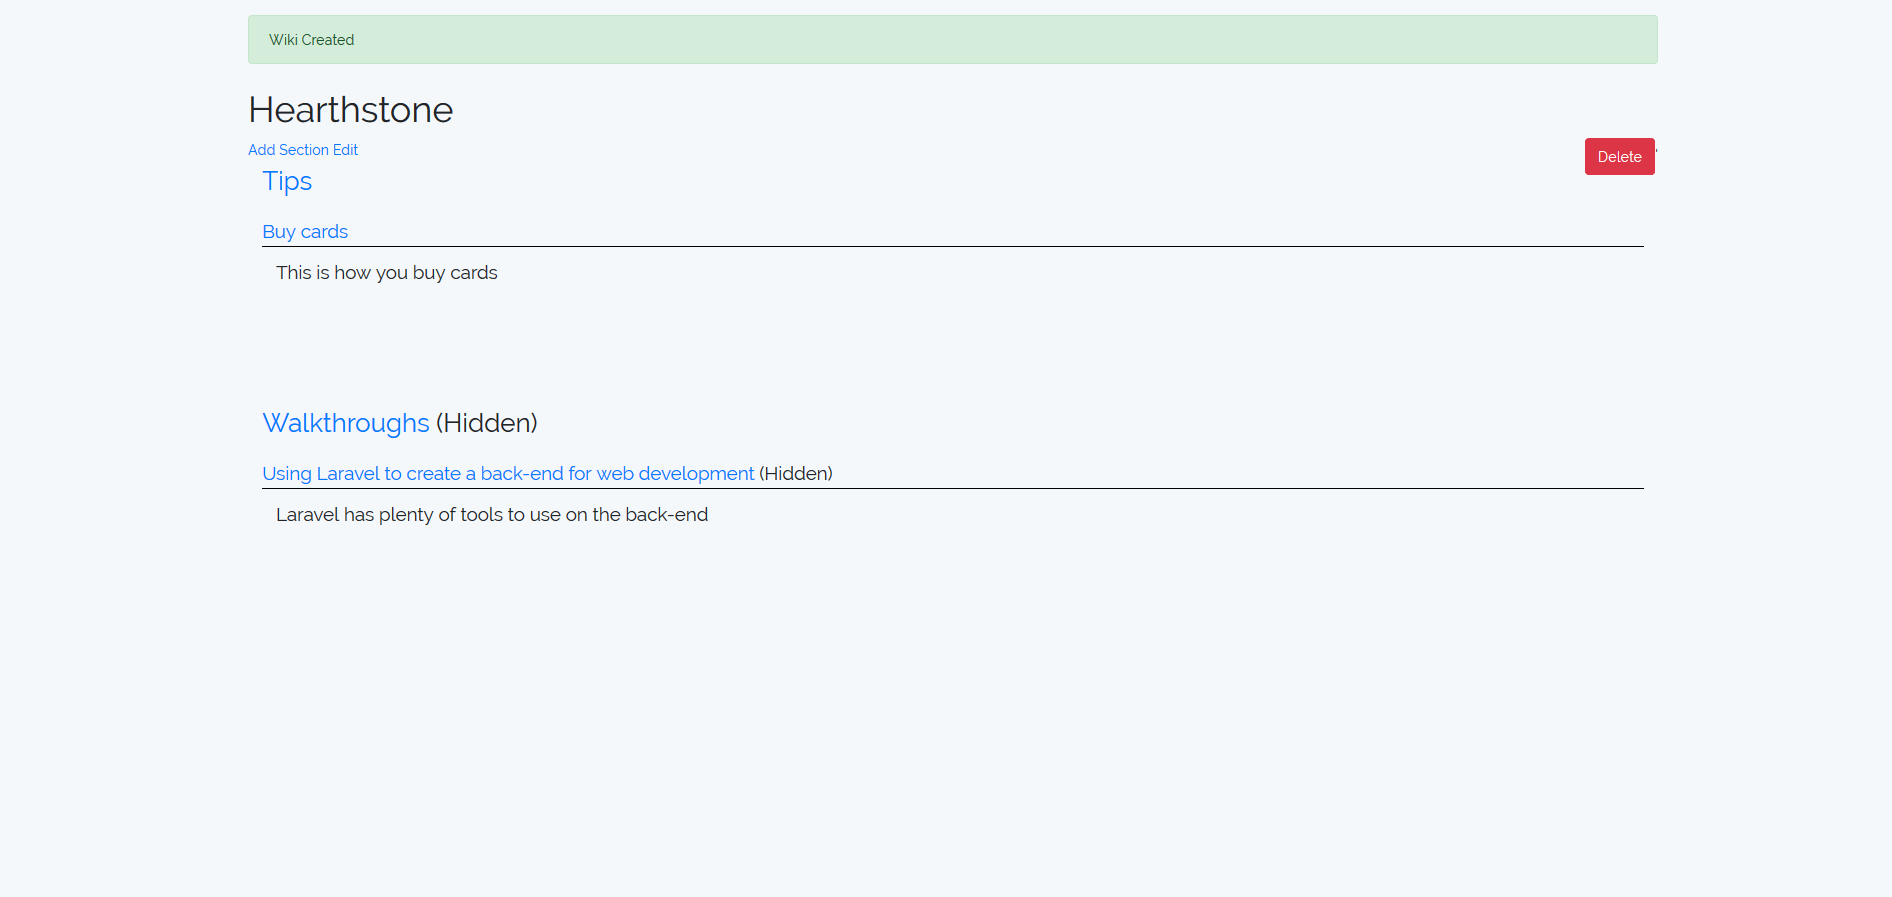 Wiki Created
Hearthstone
Add Section Edit
Delete
Tips
Buy cards
This is how you buy cards
Walkthroughs (Hidden)
Using Laravel to create a back-end for web development (Hidden)
Laravel has plenty of tools to use on the back-end